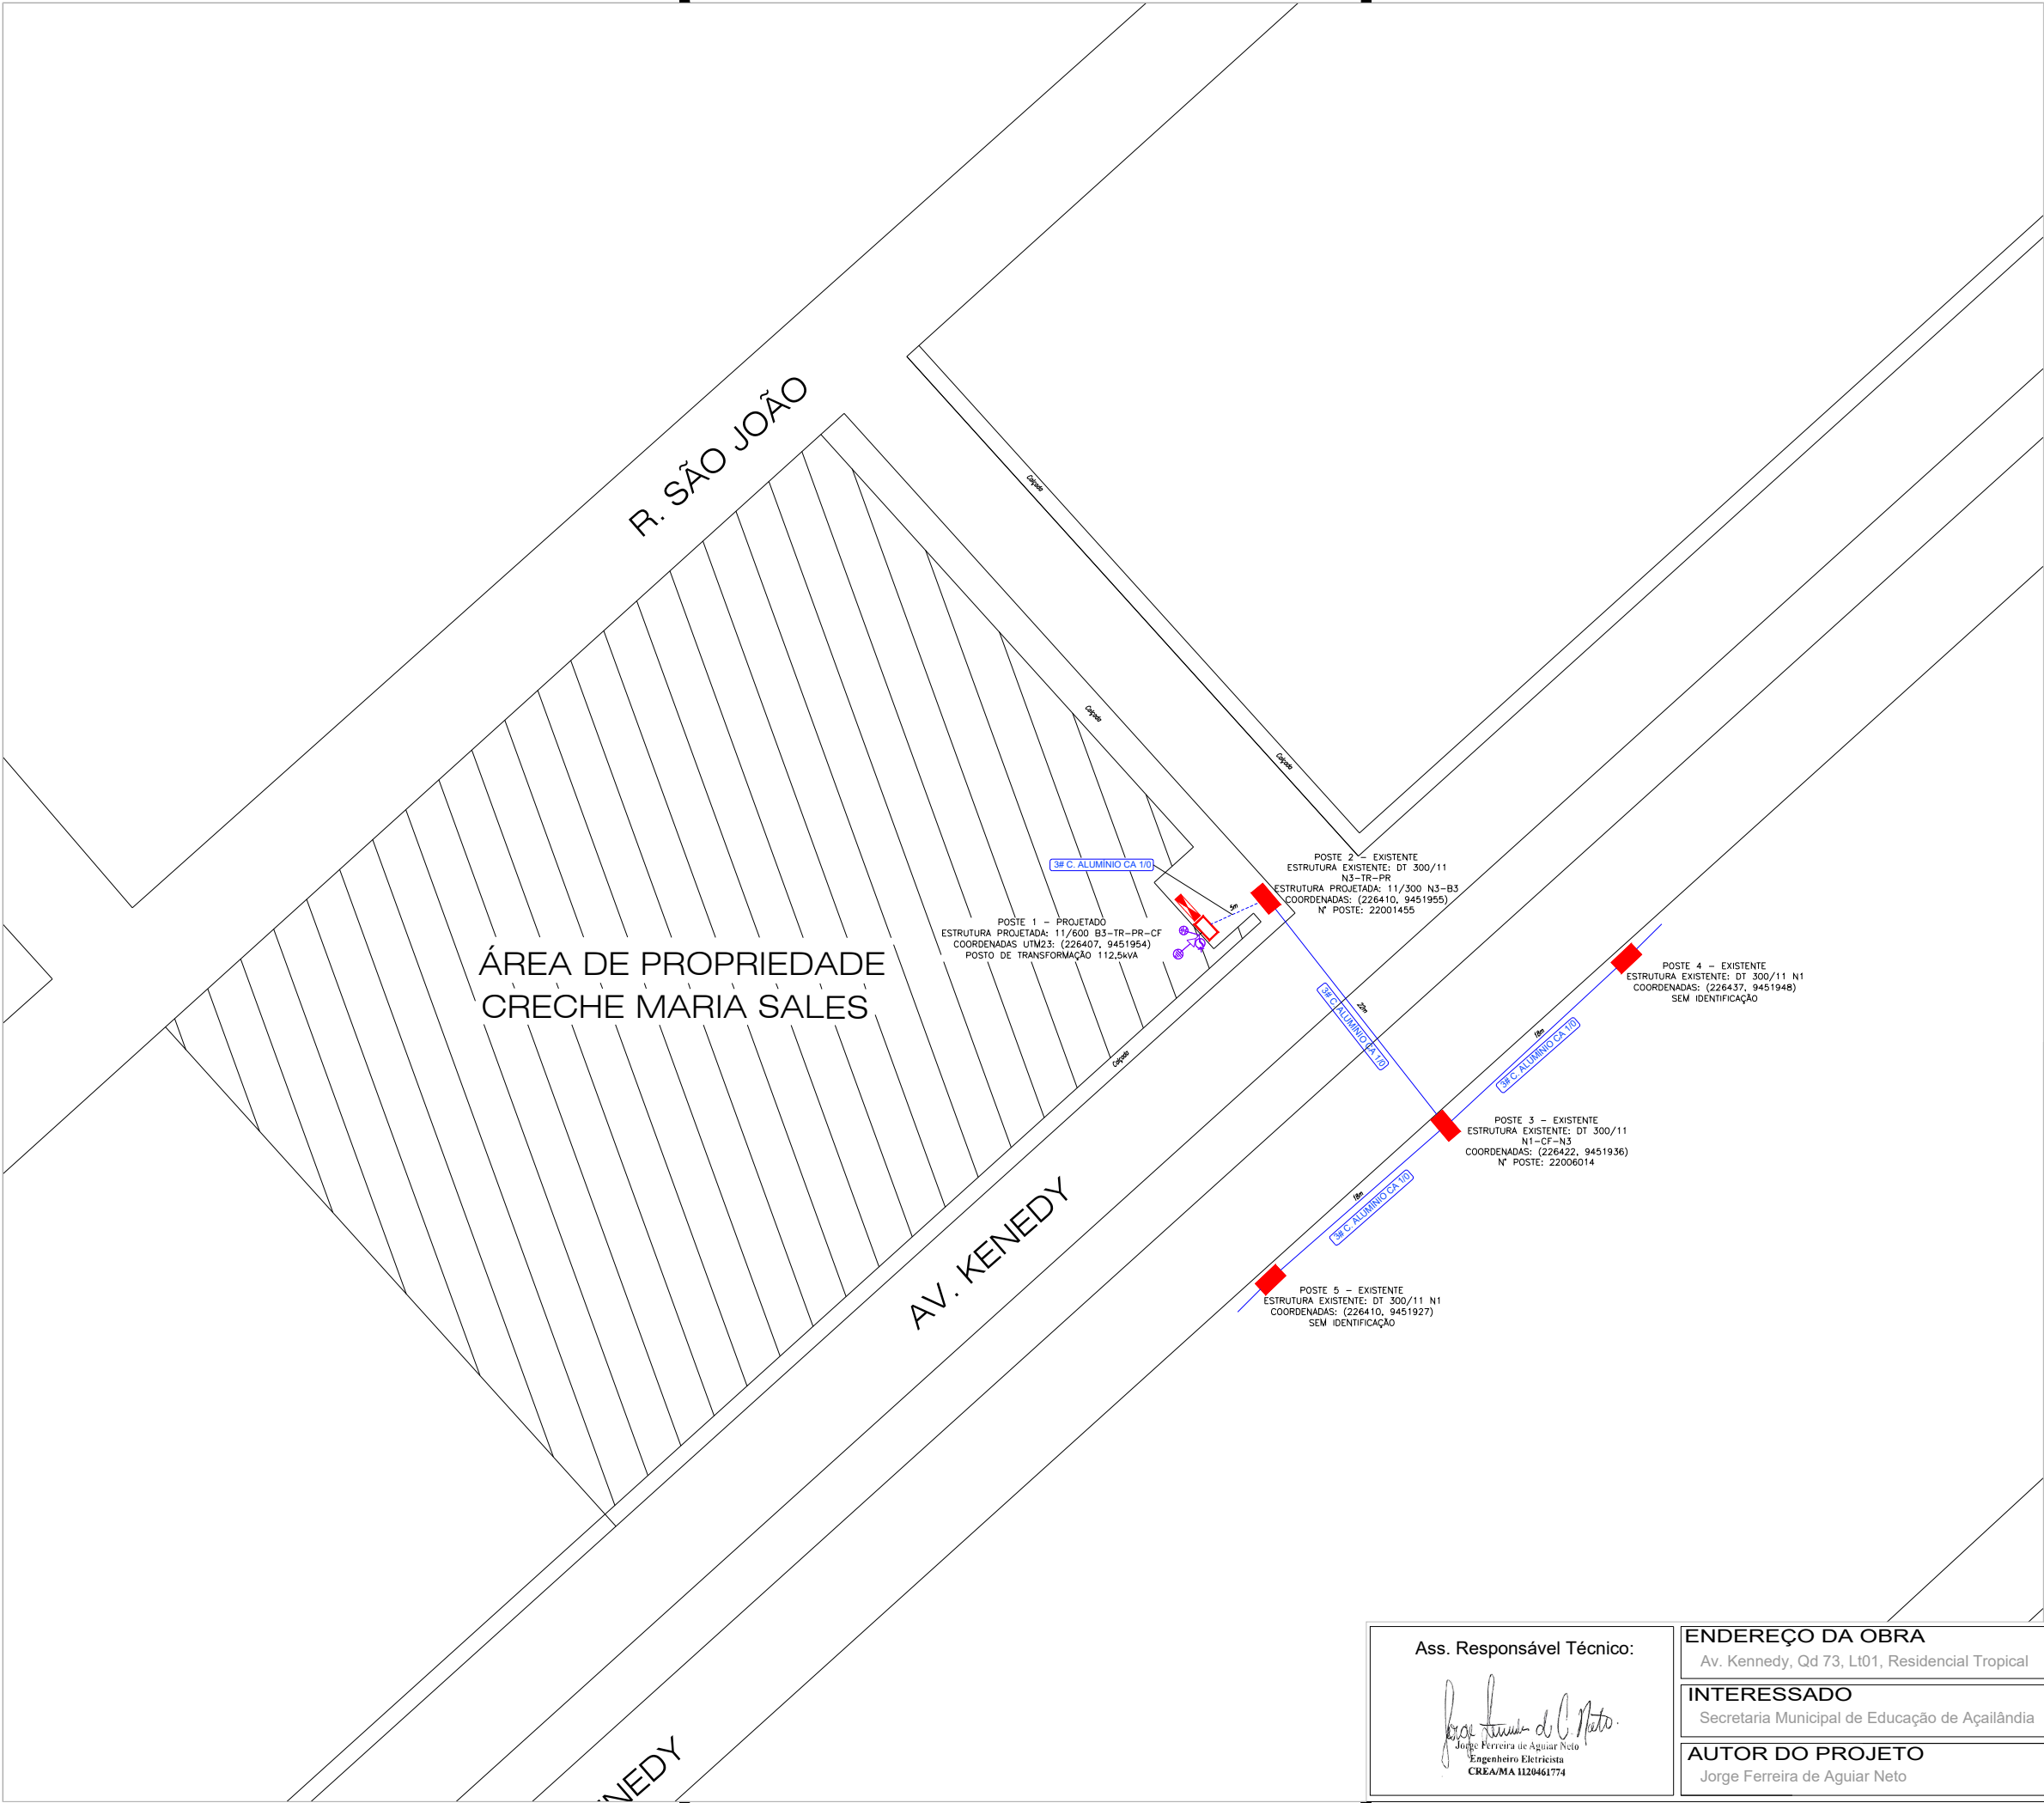 R. SÃO JOÃO
Calçada
Calçada
Calçada
3# C. ALUMÍNIO CA 1/0
5m
POSTE 2 - EXISTENTE
ESTRUTURA EXISTENTE: DT 300/11
N3-TR-PR
ESTRUTURA PROJETADA: 11/300 N3-B3
COORDENADAS: (226410, 9451955)
N° POSTE: 22001455
POSTE 1 - PROJETADO
ESTRUTURA PROJETADA: 11/600 B3-TR-PR-CF
COORDENADAS UTM23: (226407, 9451954)
POSTO DE TRANSFORMAÇÃO 112,5kVA
ÁREA DE PROPRIEDADE
CRECHE MARIA SALES
POSTE 4 - EXISTENTE
ESTRUTURA EXISTENTE: DT 300/11 N1
COORDENADAS: (226437, 9451948)
SEM IDENTIFICAÇÃO
22m
3# C. ALUMÍNIO CA 1/0
18m
3# C. ALUMÍNIO CA 1/0
Calçada
POSTE 3 - EXISTENTE
ESTRUTURA EXISTENTE: DT 300/11
N1-CF-N3
COORDENADAS: (226422, 9451936)
N° POSTE: 22006014
18m
3# C. ALUMÍNIO CA 1/0
AV. KENEDY
POSTE 5 - EXISTENTE
ESTRUTURA EXISTENTE: DT 300/11 N1
COORDENADAS: (226410, 9451927)
SEM IDENTIFICAÇÃO
NEDY
Ass. Responsável Técnico:
Jorge Ferreira de Aguiar Neto
Engenheiro Eletricista
CREA/MA 1120461774
ENDEREÇO DA OBRA
Av. Kennedy, Qd 73, Lt01, Residencial Tropical
INTERESSADO
Secretaria Municipal de Educação de Açailândia
AUTOR DO PROJETO
Jorge Ferreira de Aguiar Neto